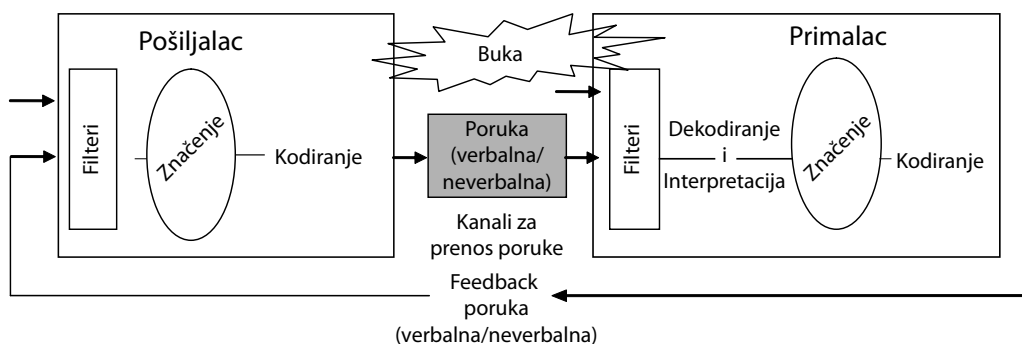 Pošiljalac
Filteri
Značenje
Kodiranje
Buka
Poruka
(verbalna/
neverbalna)
Kanali za
prenos poruke
Primalac
Filteri
Dekodiranje
i
Interpretacija
Značenje
Kodiranje
Feedback
poruka
(verbalna/neverbalna)